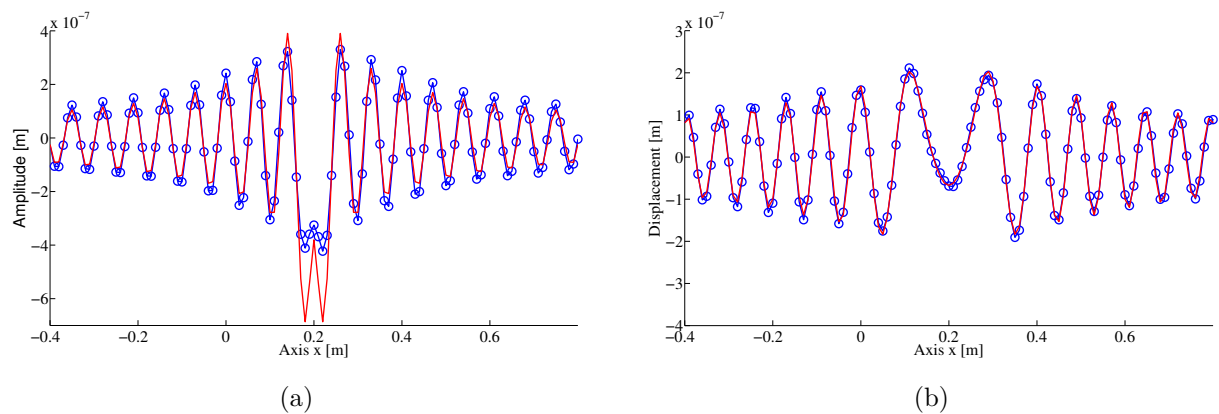 x 10⁻⁷
4
2
0
−2
−4
−6
−0.4 −0.2 0 0.2 0.4 0.6
Axis x [m]
Amplitude [m]
(a)
x 10⁻⁷
3
2
1
0
−1
−2
−3
−4
−0.4 −0.2 0 0.2 0.4 0.6
Axis x [m]
Displacement [m]
(b)